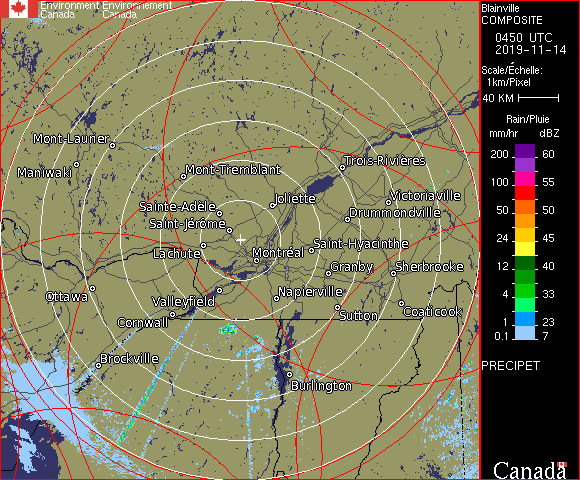 Environment Environnement
Canada Canada
Blainville
COMPOSITE
0450 UTC
2019-11-14
Scale/Échelle:
1km/Pixel
40 KM
Rain/Pluie
mm/hr dBZ
200 60
100 55
50 50
24 45
12 40
4 33
1 23
0.1 7
PRECIPET
Canada
Mont-Laurier
Maniwaki
Mont-Tremblant
Trois-Rivières
Sainte-Adèle
Joliette
Victoriaville
Saint-Jérôme
Drummondville
Lachute
Montréal
Saint-Hyacinthe
Granby
Sherbrooke
Ottawa
Valleyfield
Napierville
Cornwall
Sutton
Coaticook
Brockville
Burlington